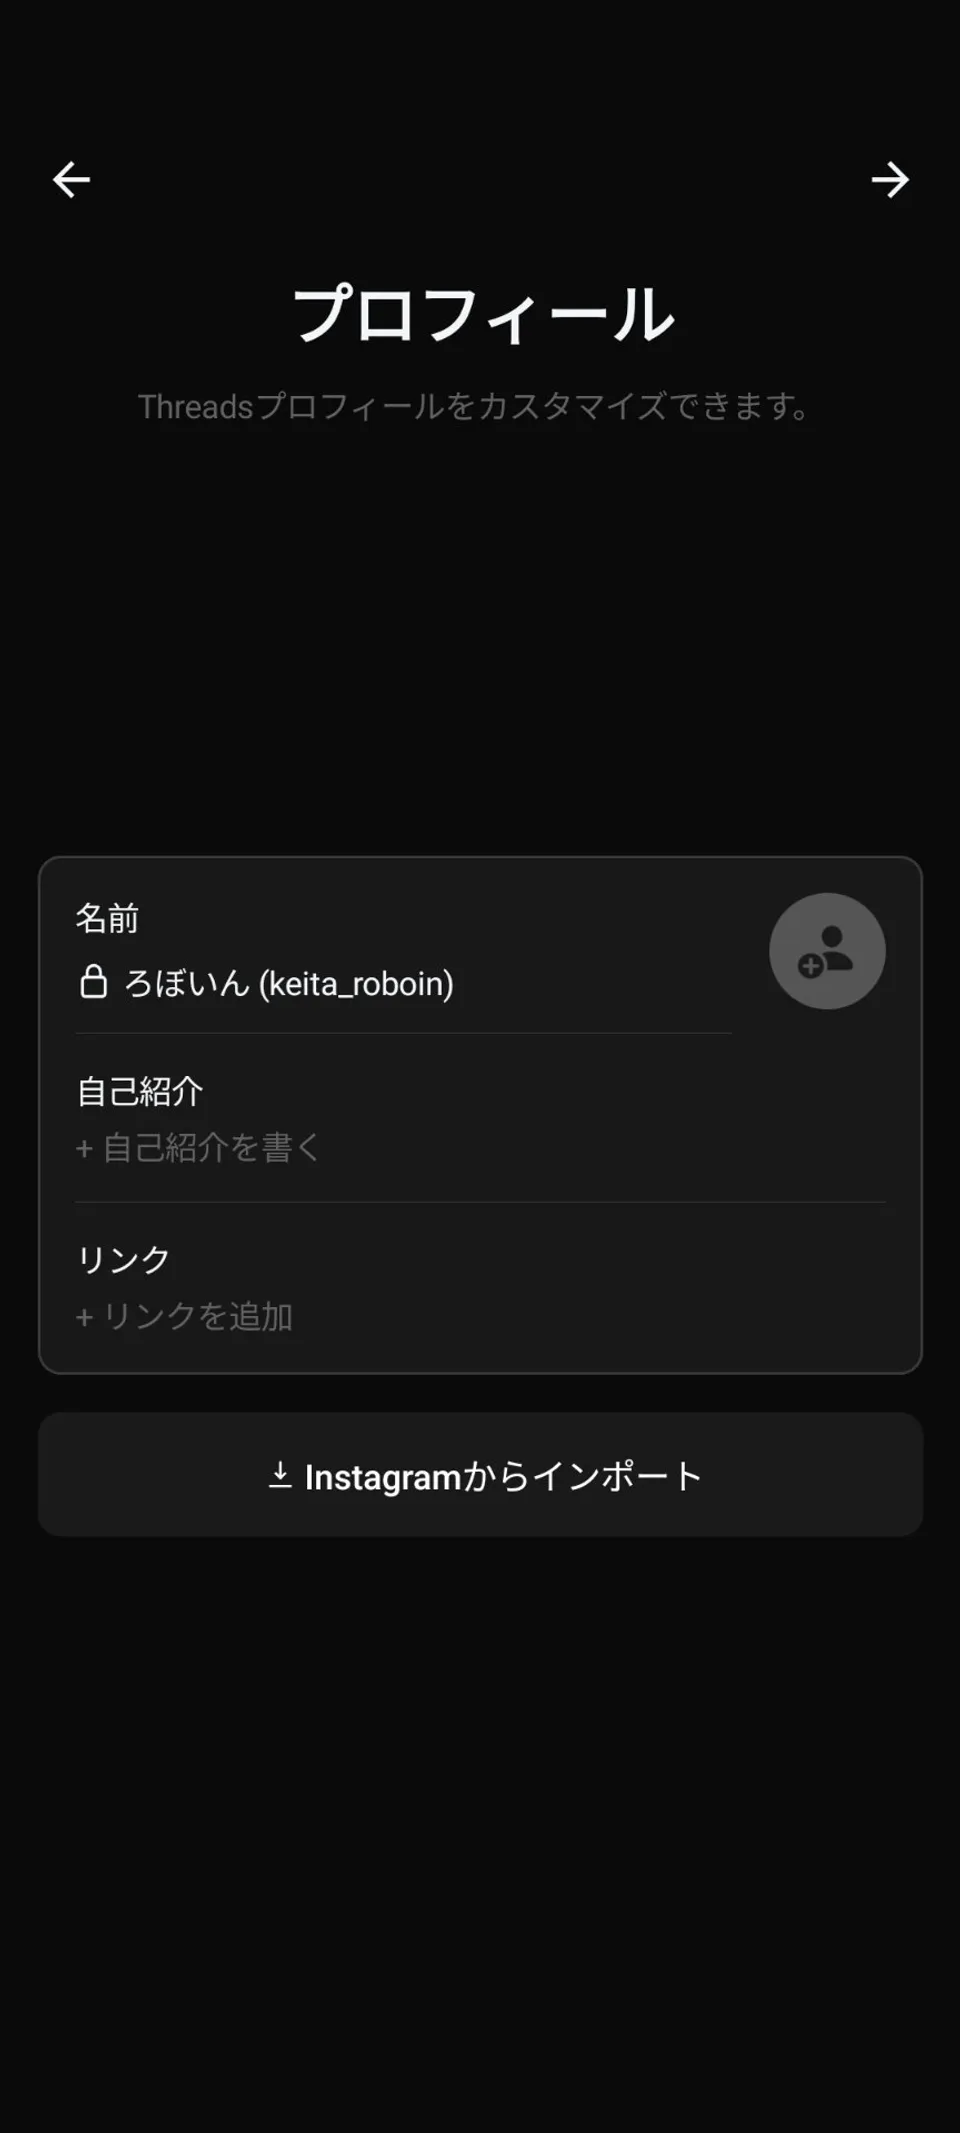 プロフィール
Threadsプロフィールをカスタマイズできます。
名前
ろぼいん (keita_roboin)
自己紹介
+ 自己紹介を書く
リンク
+ リンクを追加
Instagramからインポート